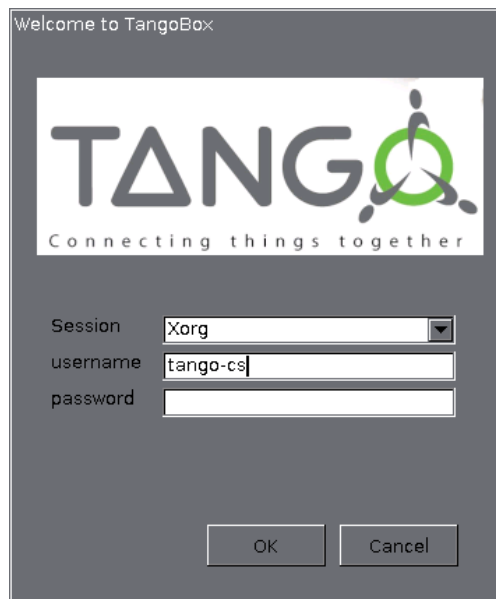 Welcome to TangoBox
TANGO
Connecting things together
Session Xorg
username tango-cs
password
OK Cancel